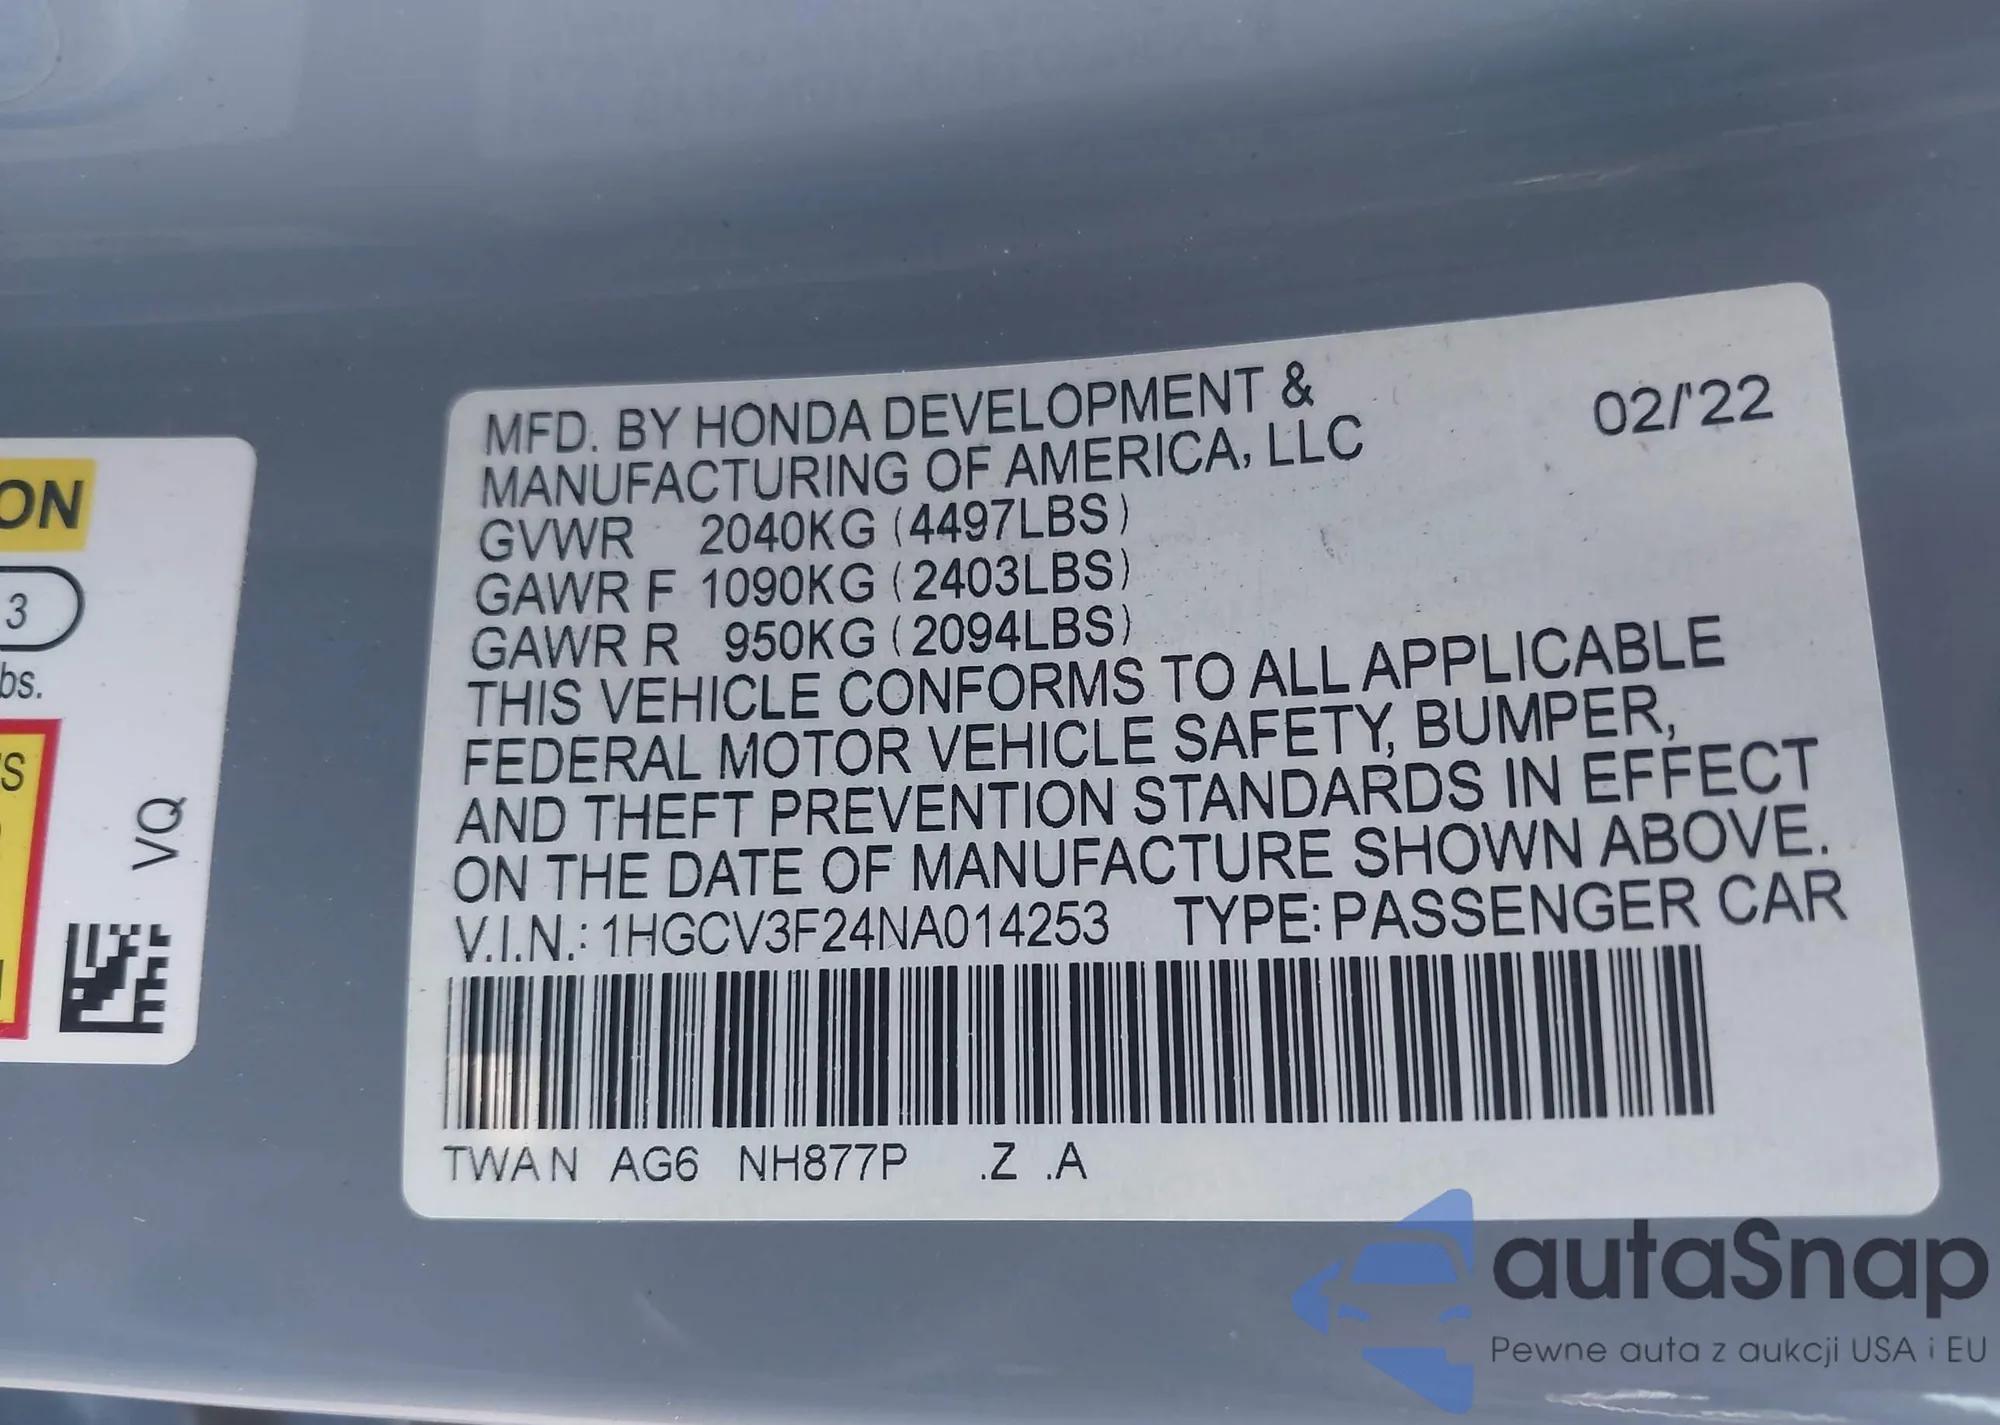 ON
3
bs.
'S
VQ
MFD. BY HONDA DEVELOPMENT & 02/'22
MANUFACTURING OF AMERICA, LLC
GVWR 2040KG (4497LBS)
GAWR F 1090KG (2403LBS)
GAWR R 950KG (2094LBS)
THIS VEHICLE CONFORMS TO ALL APPLICABLE
FEDERAL MOTOR VEHICLE SAFETY, BUMPER,
AND THEFT PREVENTION STANDARDS IN EFFECT
ON THE DATE OF MANUFACTURE SHOWN ABOVE.
V.I.N.: 1HGCV3F24NA014253 TYPE: PASSENGER CAR
TWAN AG6 NH877P .Z .A
autaSnap
Pewne auta z aukcji USA i EU